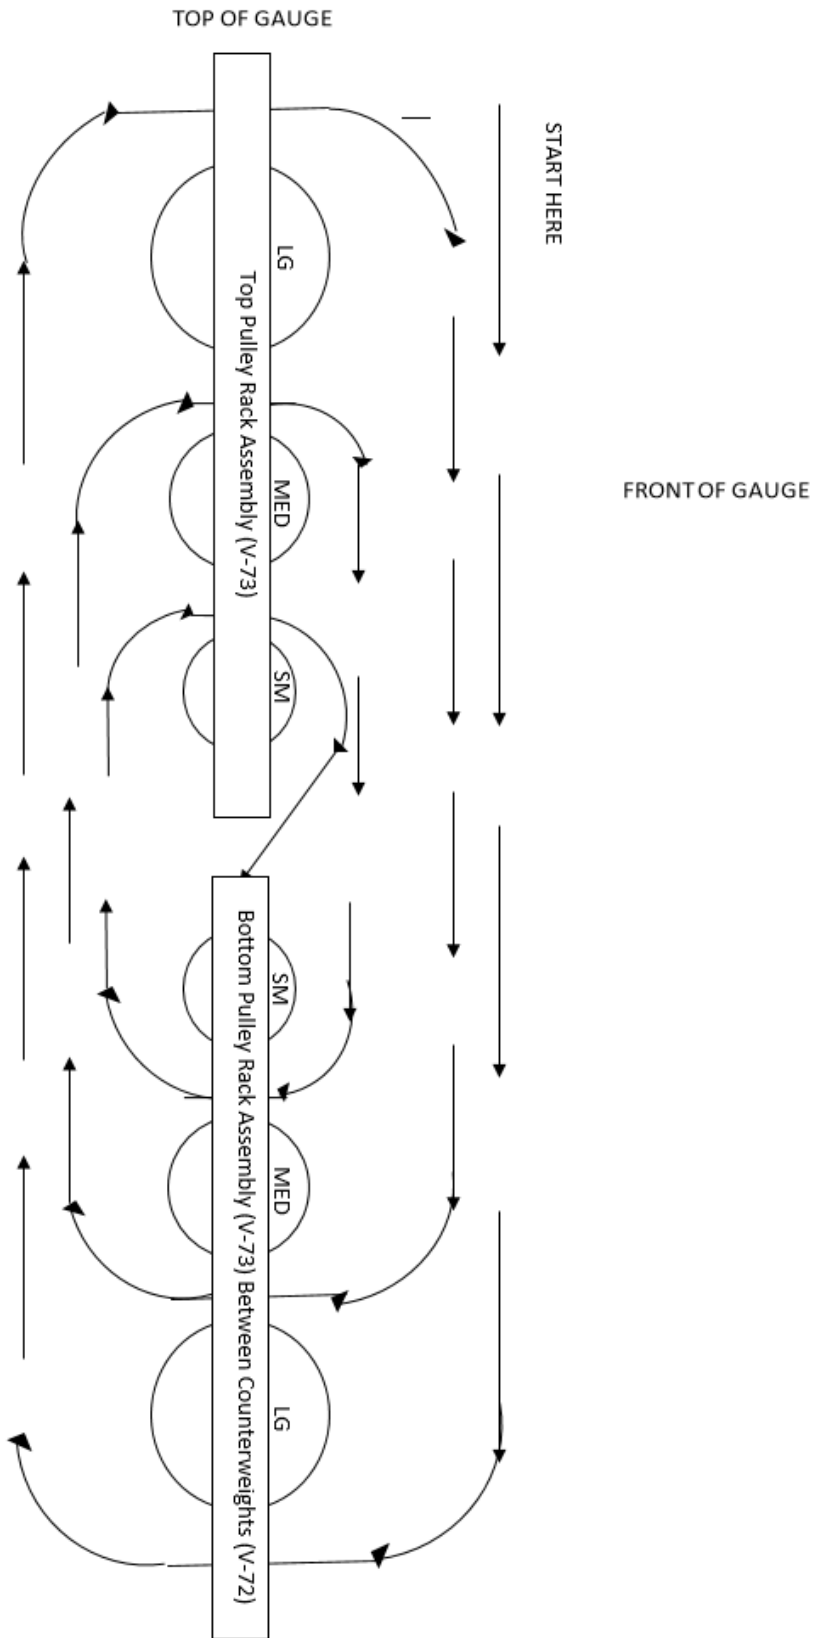 TOP OF GAUGE
START HERE
LG
Top Pulley Rack Assembly (V-73)
FRONT OF GAUGE
MED
SM
SM
Bottom Pulley Rack Assembly (V-73) Between Counterweights (V-72)
MED
LG